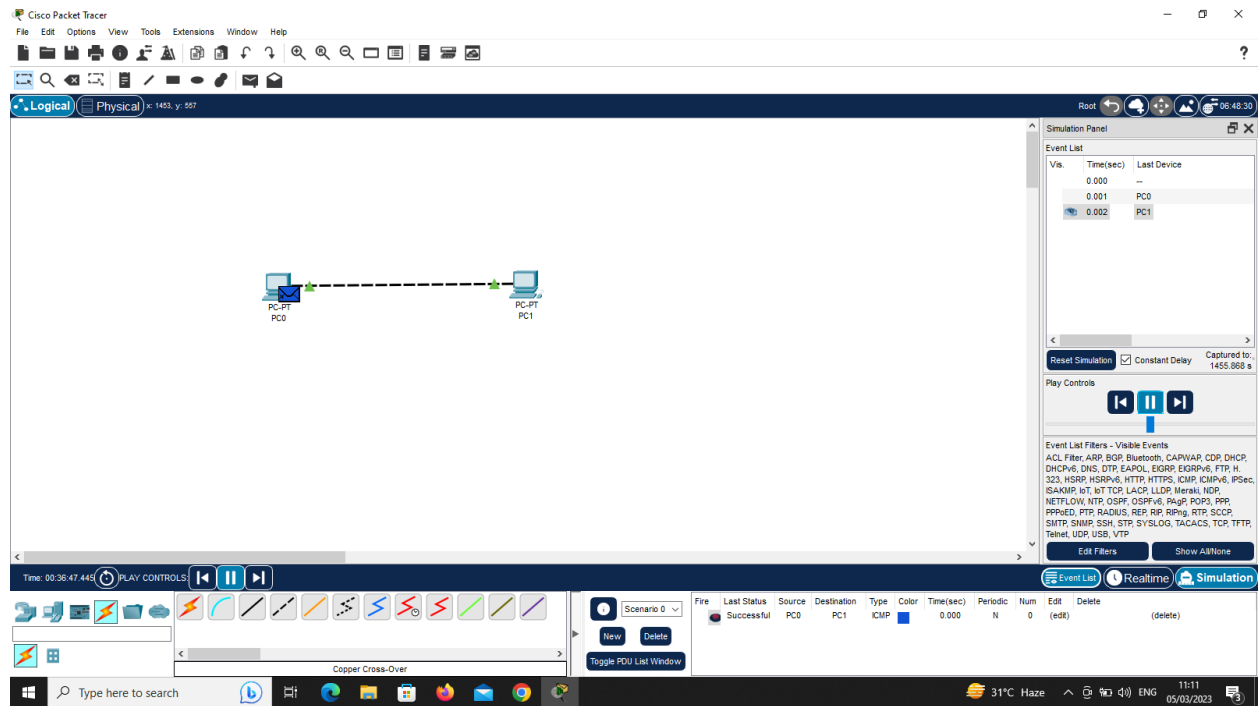 Cisco Packet Tracer
File Edit Options View Tools Extensions Window Help
?
Logical Physical x: 1453, y: 557 Root 06:48:30
Simulation Panel
Event List
Vis. Time(sec) Last Device
0.000 --
0.001 PC0
0.002 PC1
PC-PT
PC0
PC-PT
PC1
Reset Simulation Constant Delay Captured to:
1455.868 s
Play Controls
Event List Filters - Visible Events
ACL Filter, ARP, BGP, Bluetooth, CAPWAP, CDP, DHCP,
DHCPv6, DNS, DTP, EAPOL, EIGRP, EIGRPv6, FTP, H.
323, HSRP, HSRPv6, HTTP, HTTPS, ICMP, ICMPv6, IPSec,
ISAKMP, IoT, IoT TCP, LACP, LLDP, Meraki, NDP,
NETFLOW, NTP, OSPF, OSPFv6, PAgP, POP3, PPP,
PPPoED, PTP, RADIUS, REP, RIP, RIPng, RTP, SCCP,
SMTP, SNMP, SSH, STP, SYSLOG, TACACS, TCP, TFTP,
Telnet, UDP, USB, VTP
Edit Filters Show All/None
Time: 00:36:47.445 PLAY CONTROLS: Event List Realtime Simulation
Scenario 0
New Delete
Toggle PDU List Window
Fire Last Status Source Destination Type Color Time(sec) Periodic Num Edit Delete
Successful PC0 PC1 ICMP 0.000 N 0 (edit) (delete)
Copper Cross-Over
Type here to search
31°C Haze ENG 11:11
05/03/2023
3